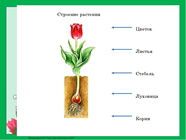 Строение растения
Цветок
Листья
Стебель
Луковица
Корни